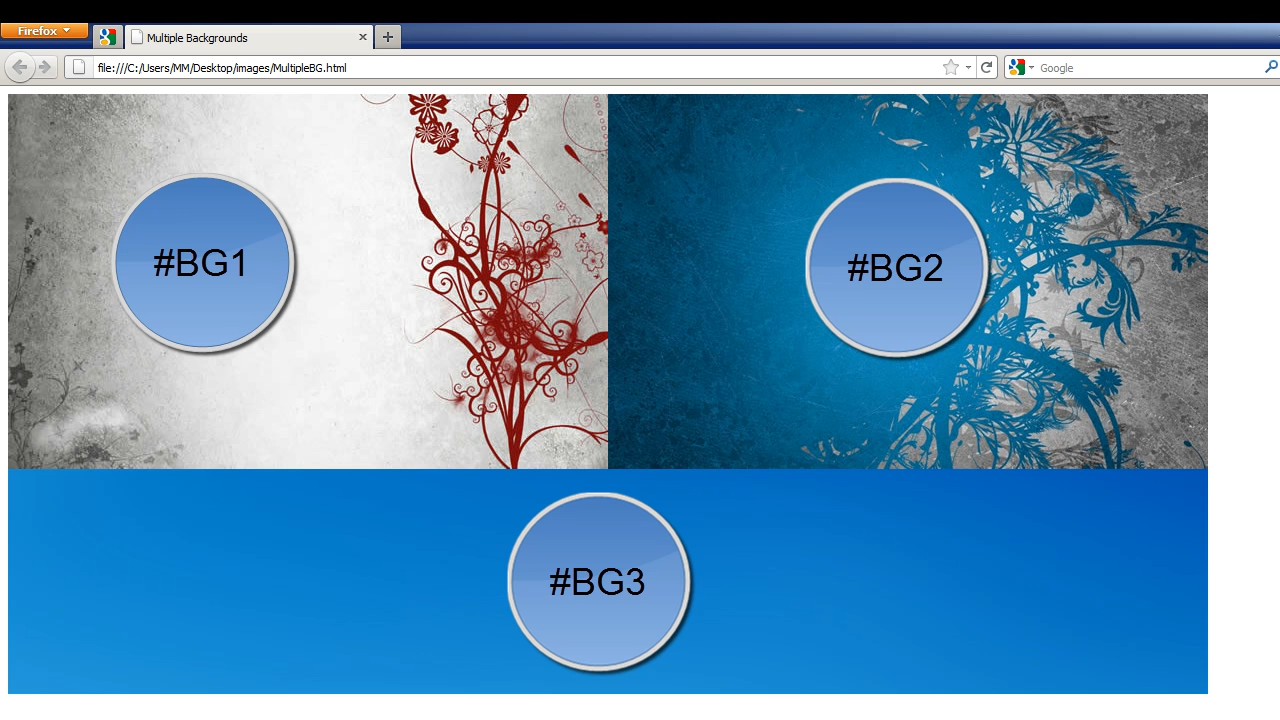 Firefox
Multiple Backgrounds
file:///C:/Users/MM/Desktop/images/MultipleBG.html
Google
#BG1
#BG2
#BG3